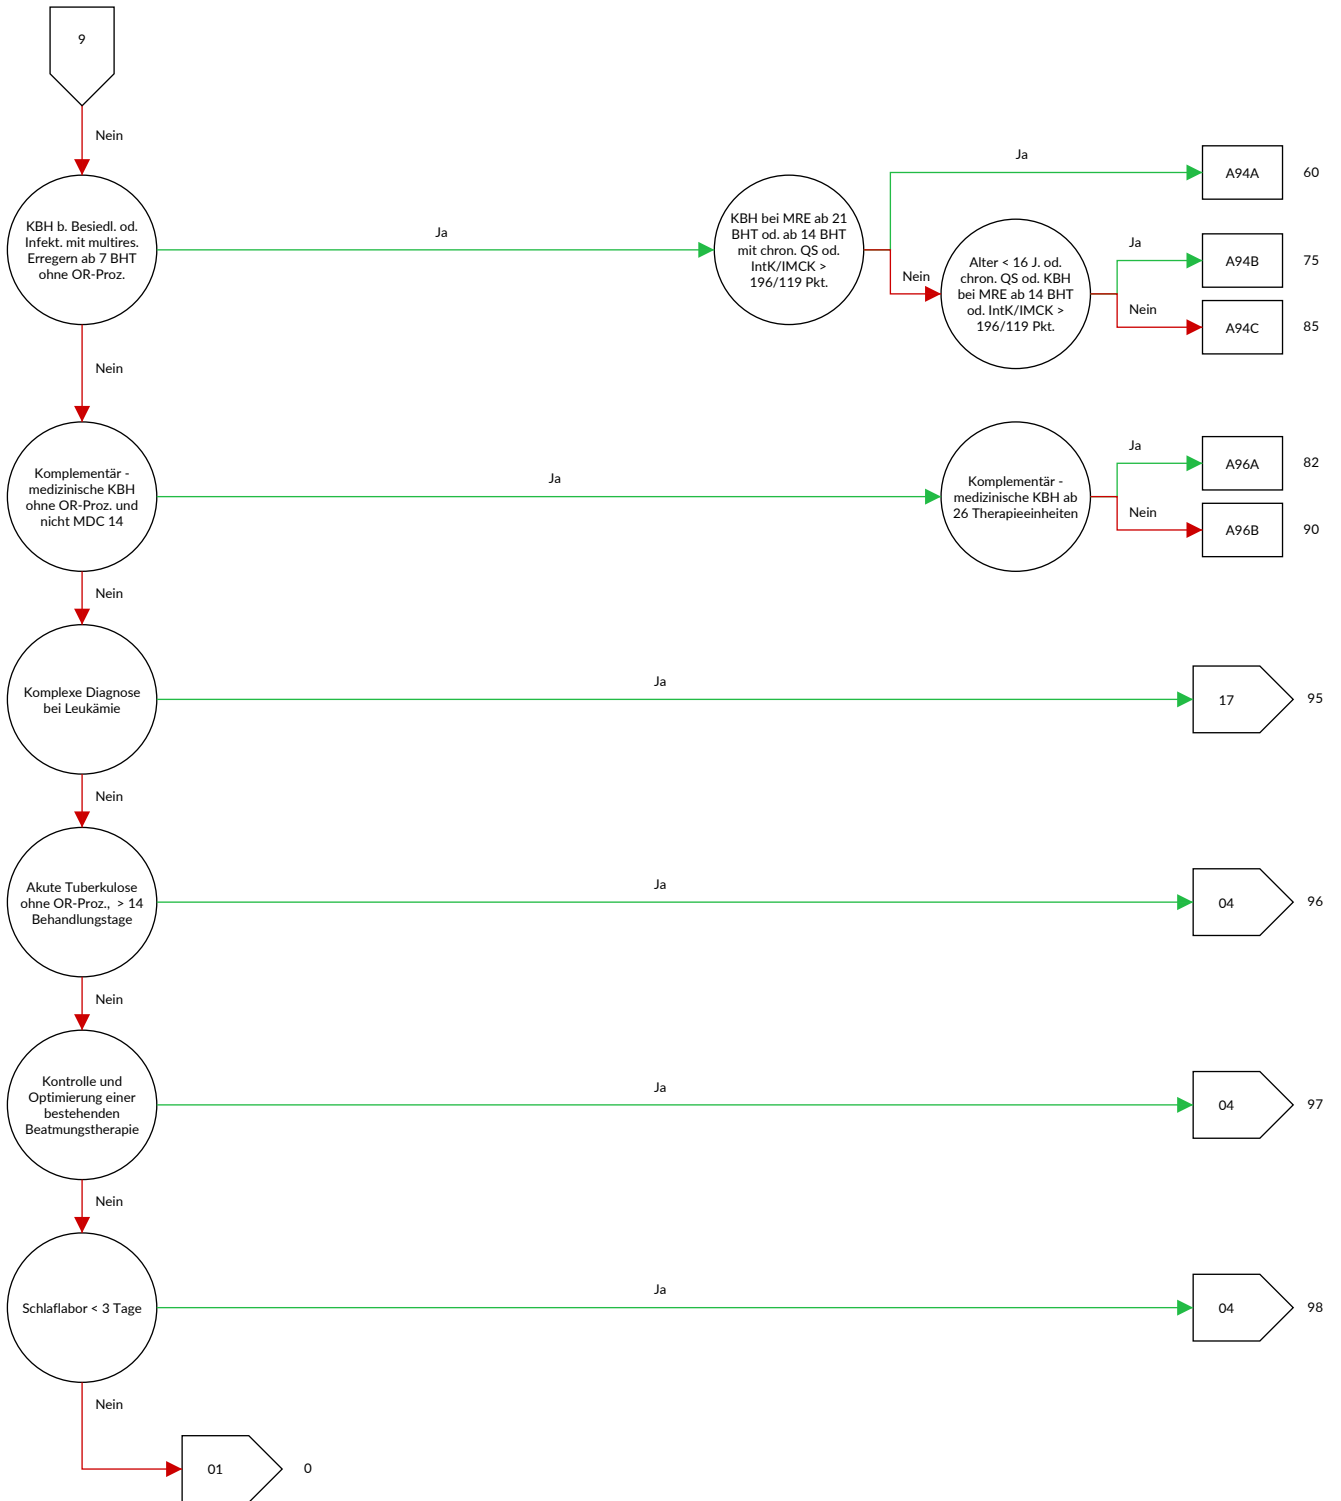 9
Nein
KBH b. Besiedl. od.
Infekt. mit multires.
Erregern ab 7 BHT
ohne OR-Proz.
Ja
KBH bei MRE ab 21
BHT od. ab 14 BHT
mit chron. QS od.
IntK/IMCK >
196/119 Pkt.
Ja
A94A
60
Nein
Alter < 16 J. od.
chron. QS od. KBH
bei MRE ab 14 BHT
od. IntK/IMCK >
196/119 Pkt.
Ja
A94B
75
Nein
A94C
85
Nein
Komplementär -
medizinische KBH
ohne OR-Proz. und
nicht MDC 14
Ja
Komplementär -
medizinische KBH ab
26 Therapieeinheiten
Ja
A96A
82
Nein
A96B
90
Nein
Komplexe Diagnose
bei Leukämie
Ja
17
95
Nein
Akute Tuberkulose
ohne OR-Proz., > 14
Behandlungstage
Ja
04
96
Nein
Kontrolle und
Optimierung einer
bestehenden
Beatmungstherapie
Ja
04
97
Nein
Schlaflabor < 3 Tage
Ja
04
98
Nein
01
0